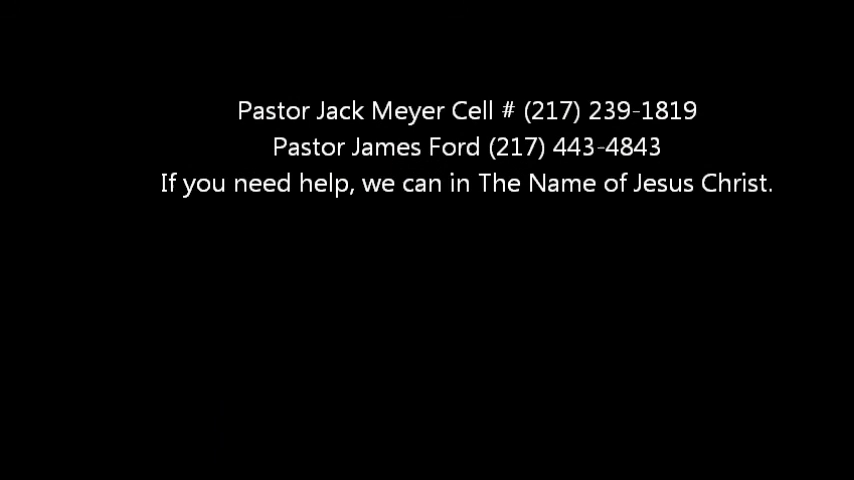 Pastor Jack Meyer Cell # (217) 239-1819
Pastor James Ford (217) 443-4843
If you need help, we can in The Name of Jesus Christ.